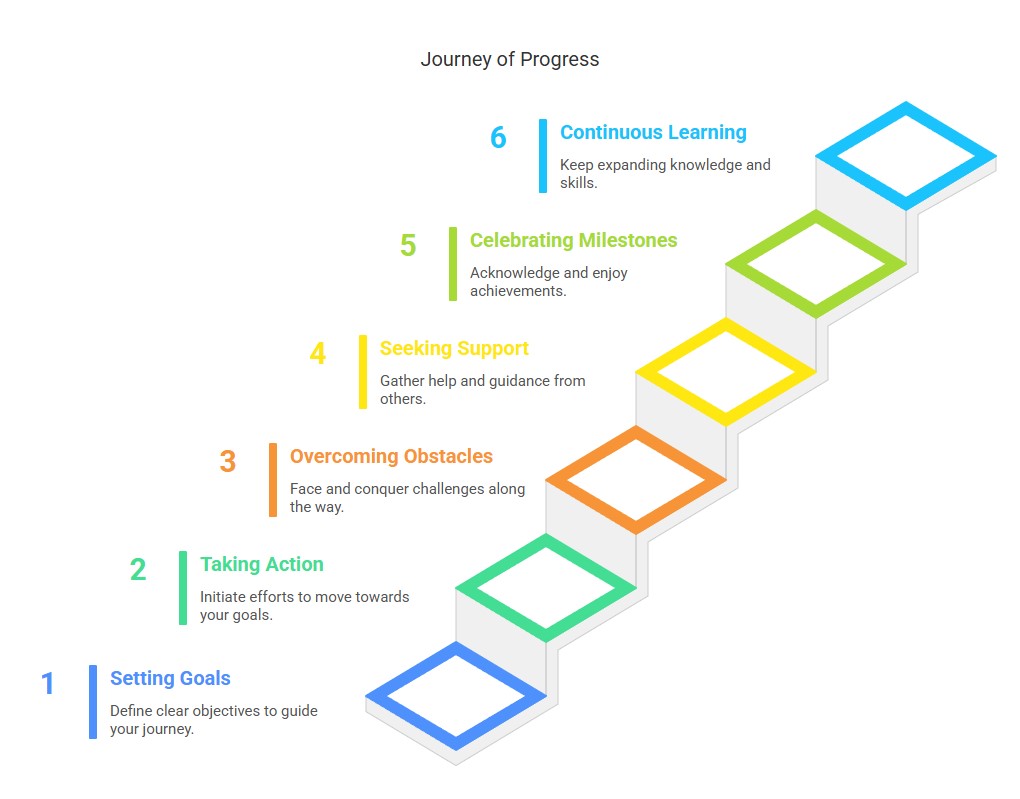 Journey of Progress
6
Continuous Learning
Keep expanding knowledge and
skills.
5
Celebrating Milestones
Acknowledge and enjoy
achievements.
4
Seeking Support
Gather help and guidance from
others.
3
Overcoming Obstacles
Face and conquer challenges along
the way.
2
Taking Action
Initiate efforts to move towards
your goals.
1
Setting Goals
Define clear objectives to guide
your journey.